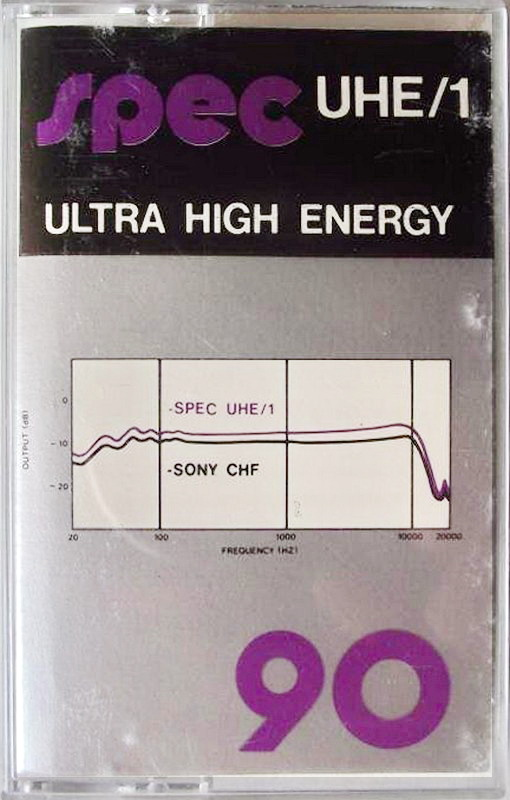 spec UHE/1
ULTRA HIGH ENERGY
-SPEC UHE/1
-SONY CHF
OUTPUT (dB)
0
-10
-20
20 100 1000 10000 20000
FREQUENCY (HZ)
90